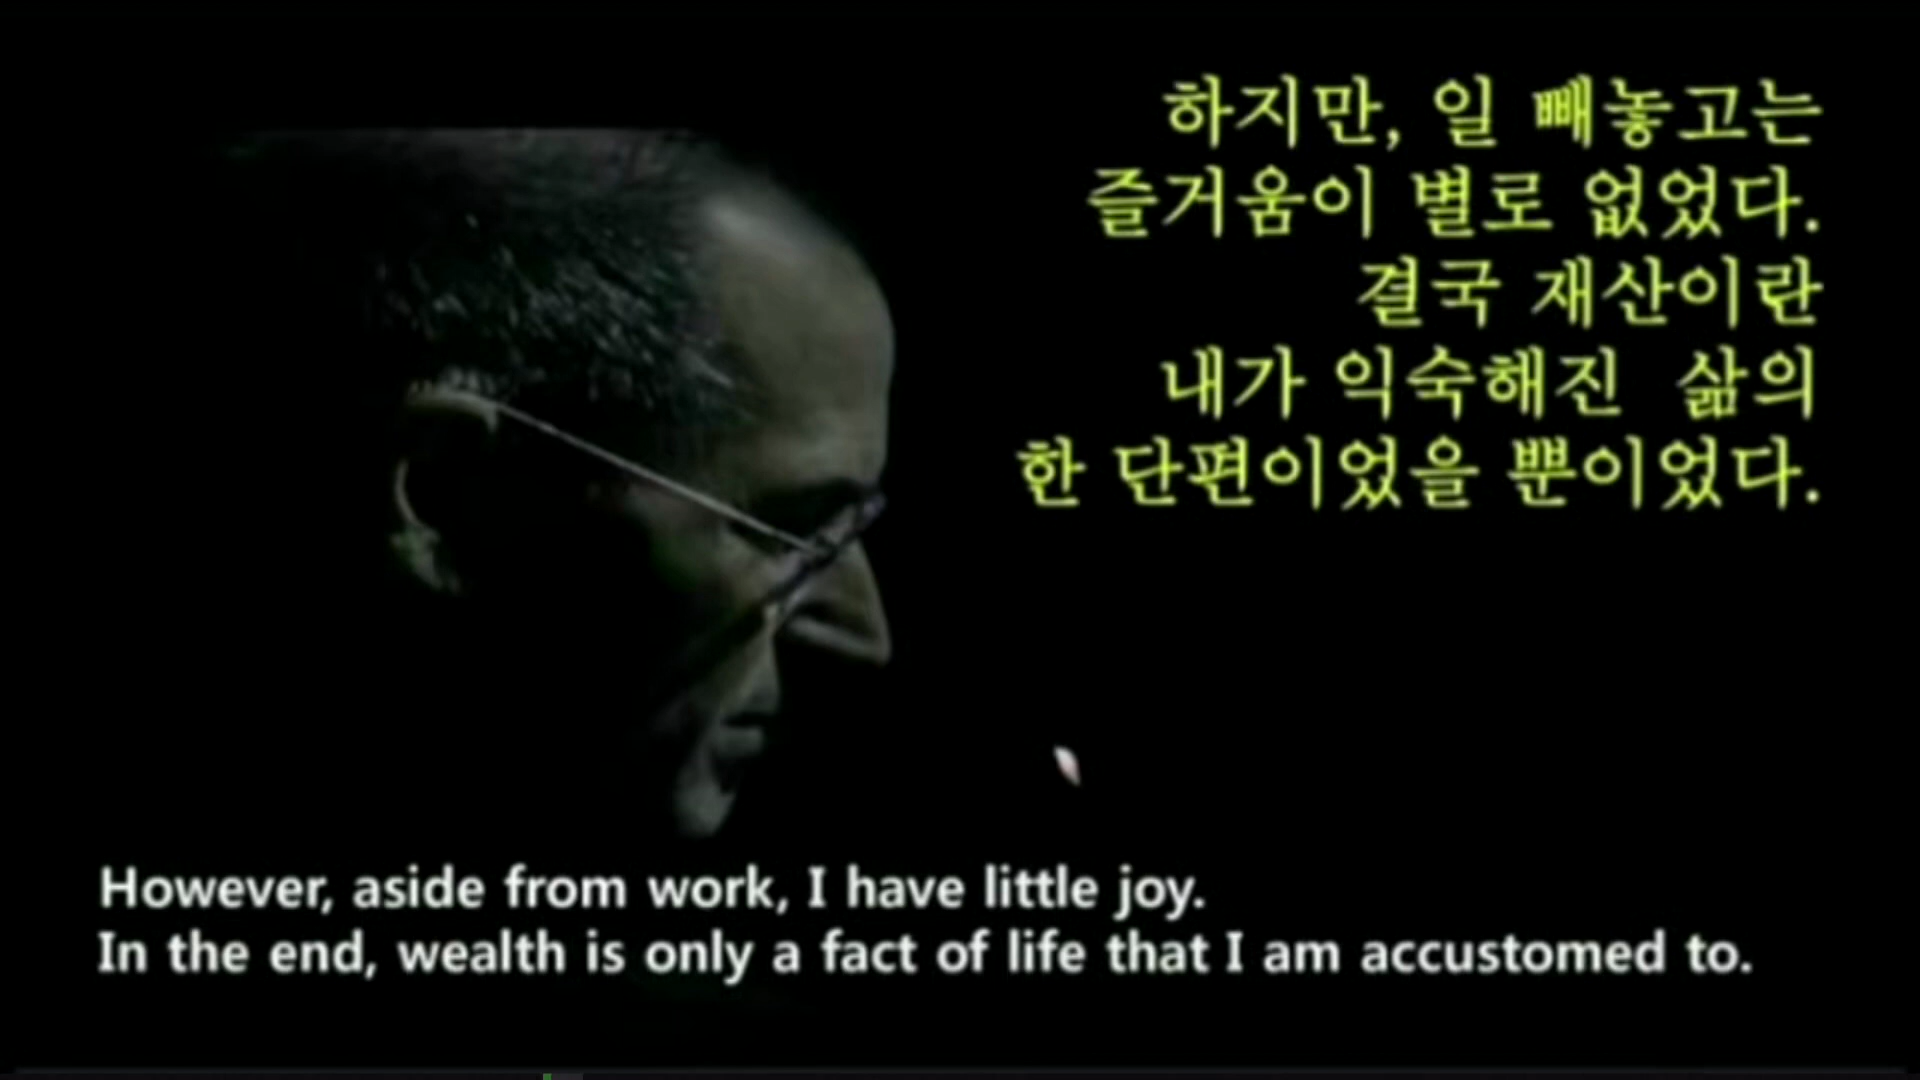 하지만, 일 빼놓고는
즐거움이 별로 없었다.
결국 재산이란
내가 익숙해진 삶의
한 단편이었을 뿐이었다.
However, aside from work, I have little joy.
In the end, wealth is only a fact of life that I am accustomed to.